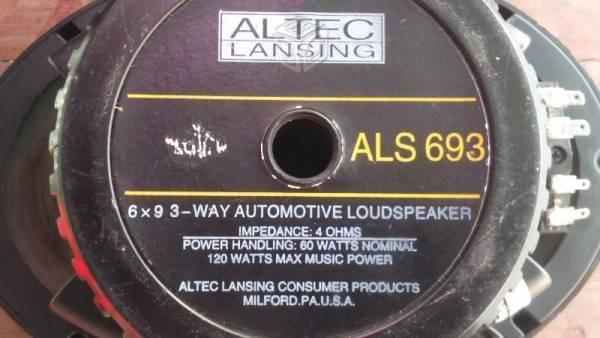 ALTEC
LANSING
ALS 693
6×9 3-WAY AUTOMOTIVE LOUDSPEAKER
IMPEDANCE: 4 OHMS
POWER HANDLING: 60 WATTS NOMINAL
120 WATTS MAX MUSIC POWER
ALTEC LANSING CONSUMER PRODUCTS
MILFORD.PA.U.S.A.